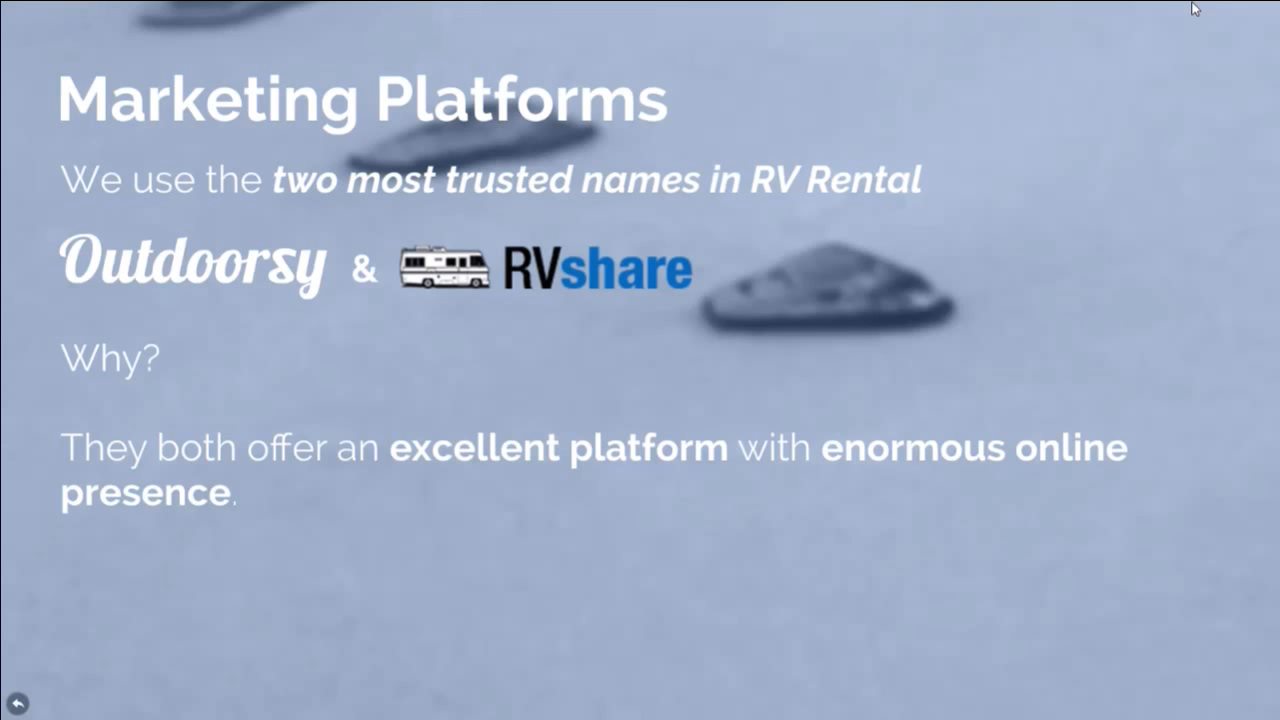 Marketing Platforms
We use the two most trusted names in RV Rental
Outdoorsy & RVshare
Why?
They both offer an excellent platform with enormous online
presence.